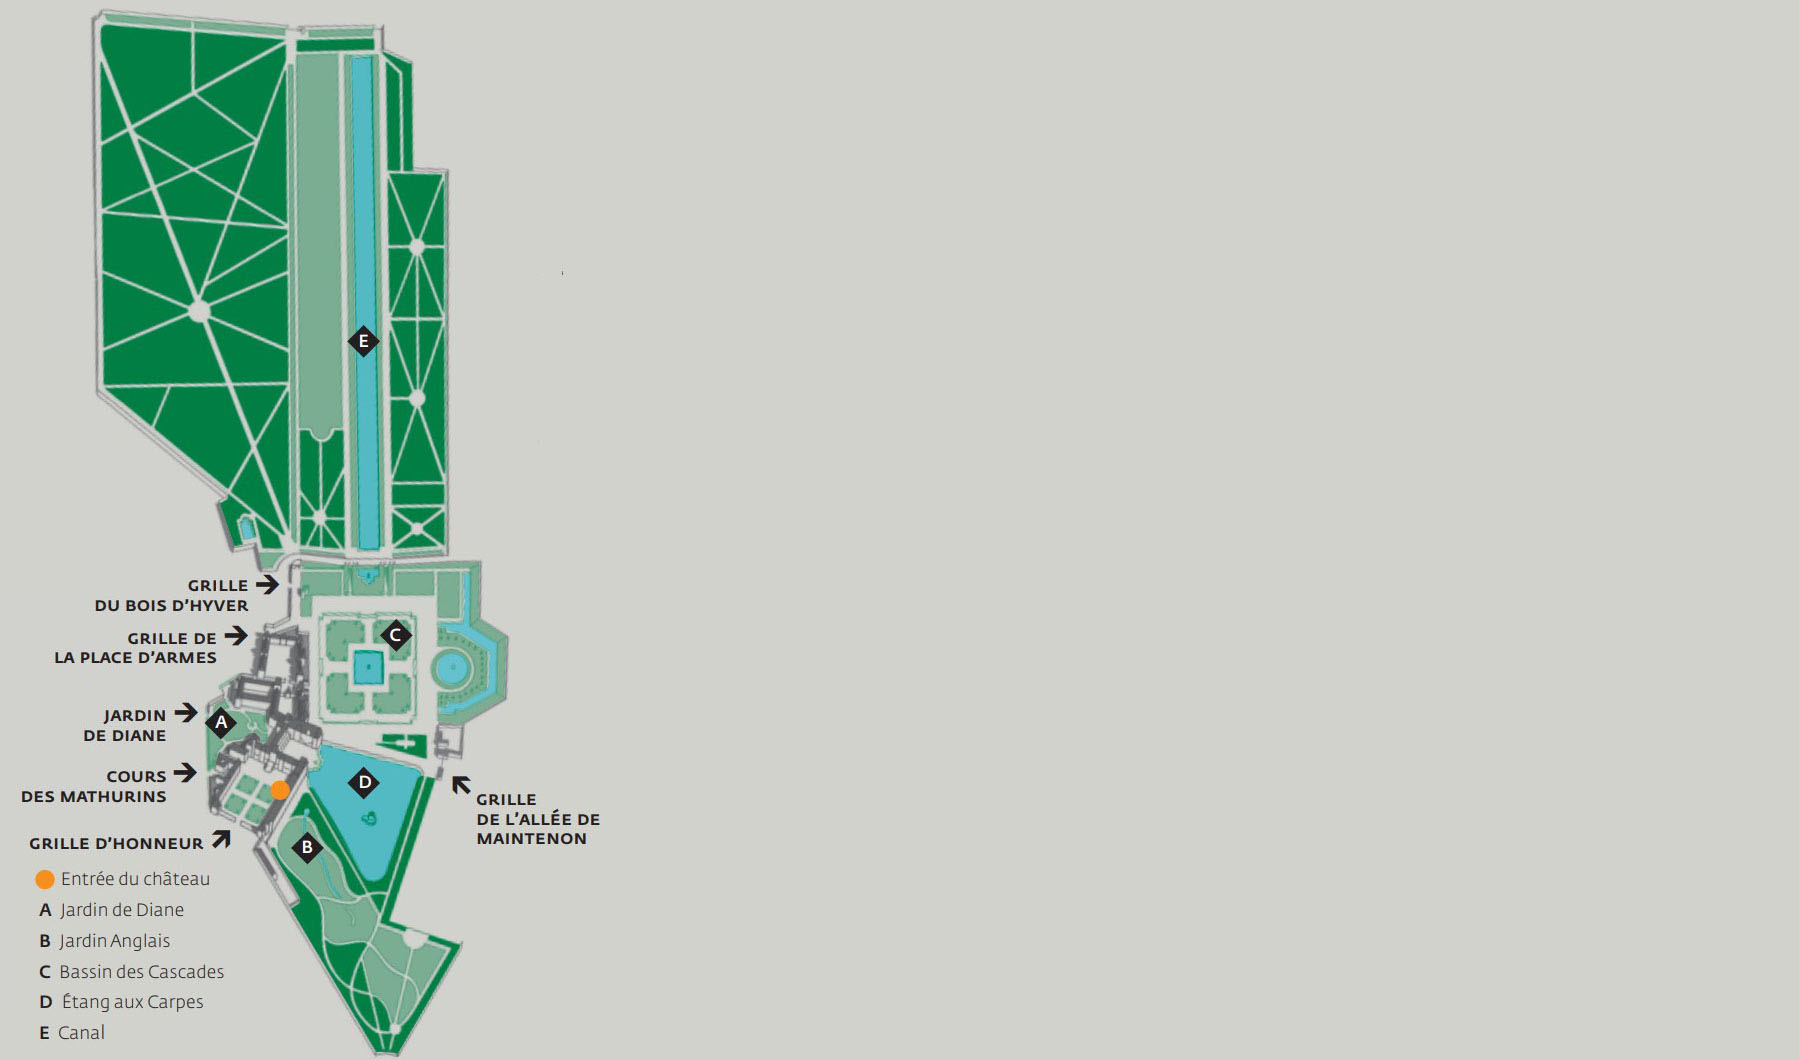 E
GRILLE
DU BOIS D'HYVER
GRILLE DE
LA PLACE D'ARMES
C
JARDIN
DE DIANE
A
COURS
DES MATHURINS
D
GRILLE
DE L'ALLÉE DE
MAINTENON
GRILLE D'HONNEUR
B
Entrée du château
A Jardin de Diane
B Jardin Anglais
C Bassin des Cascades
D Étang aux Carpes
E Canal